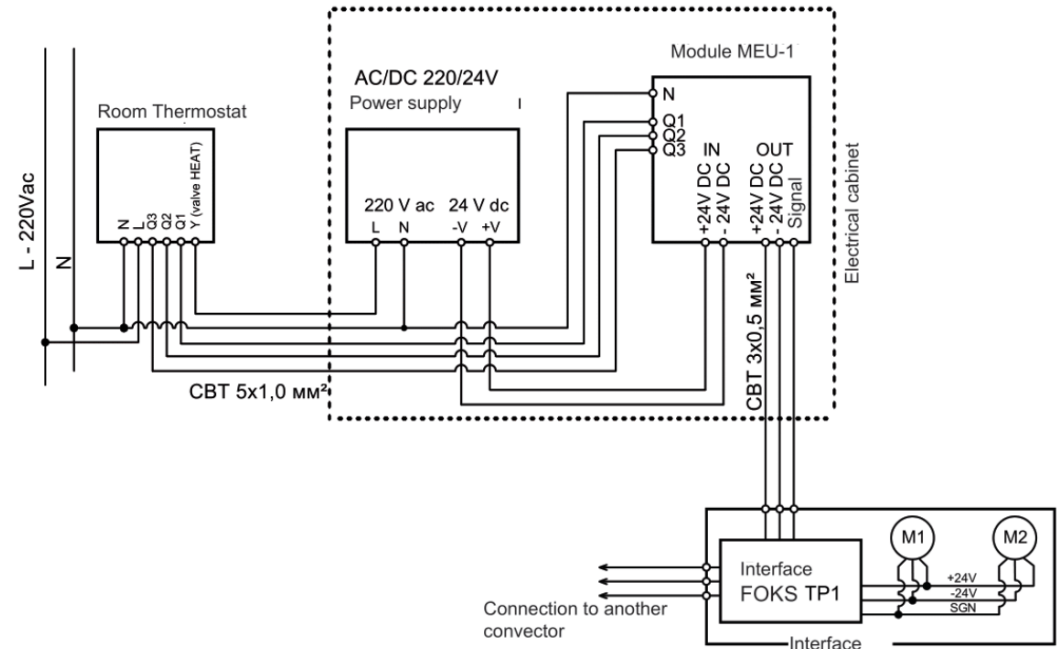 Module MEU-1
AC/DC 220/24V
Power supply
Room Thermostat
L - 220Vac
N
N
L
Q3
Q2
Q1
Y (valve HEAT)
220 V ac
24 V dc
L
N
-V
+V
N
Q1
Q2
Q3
IN
OUT
+24V DC
- 24V DC
+24V DC
- 24V DC
Signal
Electrical cabinet
СВТ 5x1,0 мм²
СВТ 3x0,5 мм²
M1
M2
Interface
FOKS TP1
+24V
-24V
SGN
Connection to another
convector
Interface